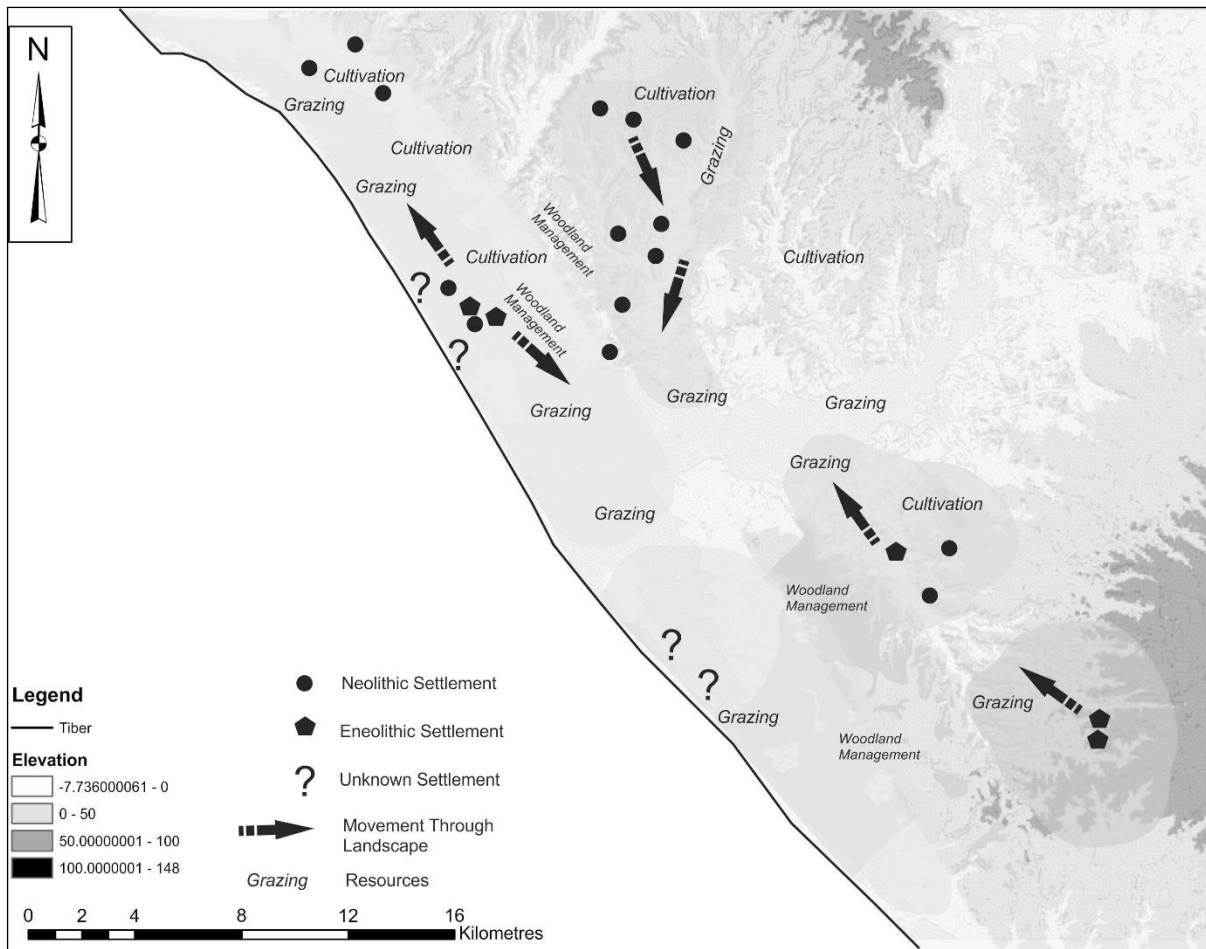 N
Cultivation
Grazing
Cultivation
Grazing
Cultivation
Grazing
Woodland
Management
Cultivation
Cultivation
?
Woodland
Management
?
Grazing
Grazing
Grazing
Grazing
Cultivation
Grazing
Woodland
Management
?
?
Grazing
Grazing
Woodland
Management
Legend
Tiber
Elevation
-7.736000061 - 0
0 - 50
50.00000001 - 100
100.0000001 - 148
Neolithic Settlement
Eneolithic Settlement
? Unknown Settlement
Movement Through
Landscape
Grazing Resources
0 2 4 8 12 16
Kilometres